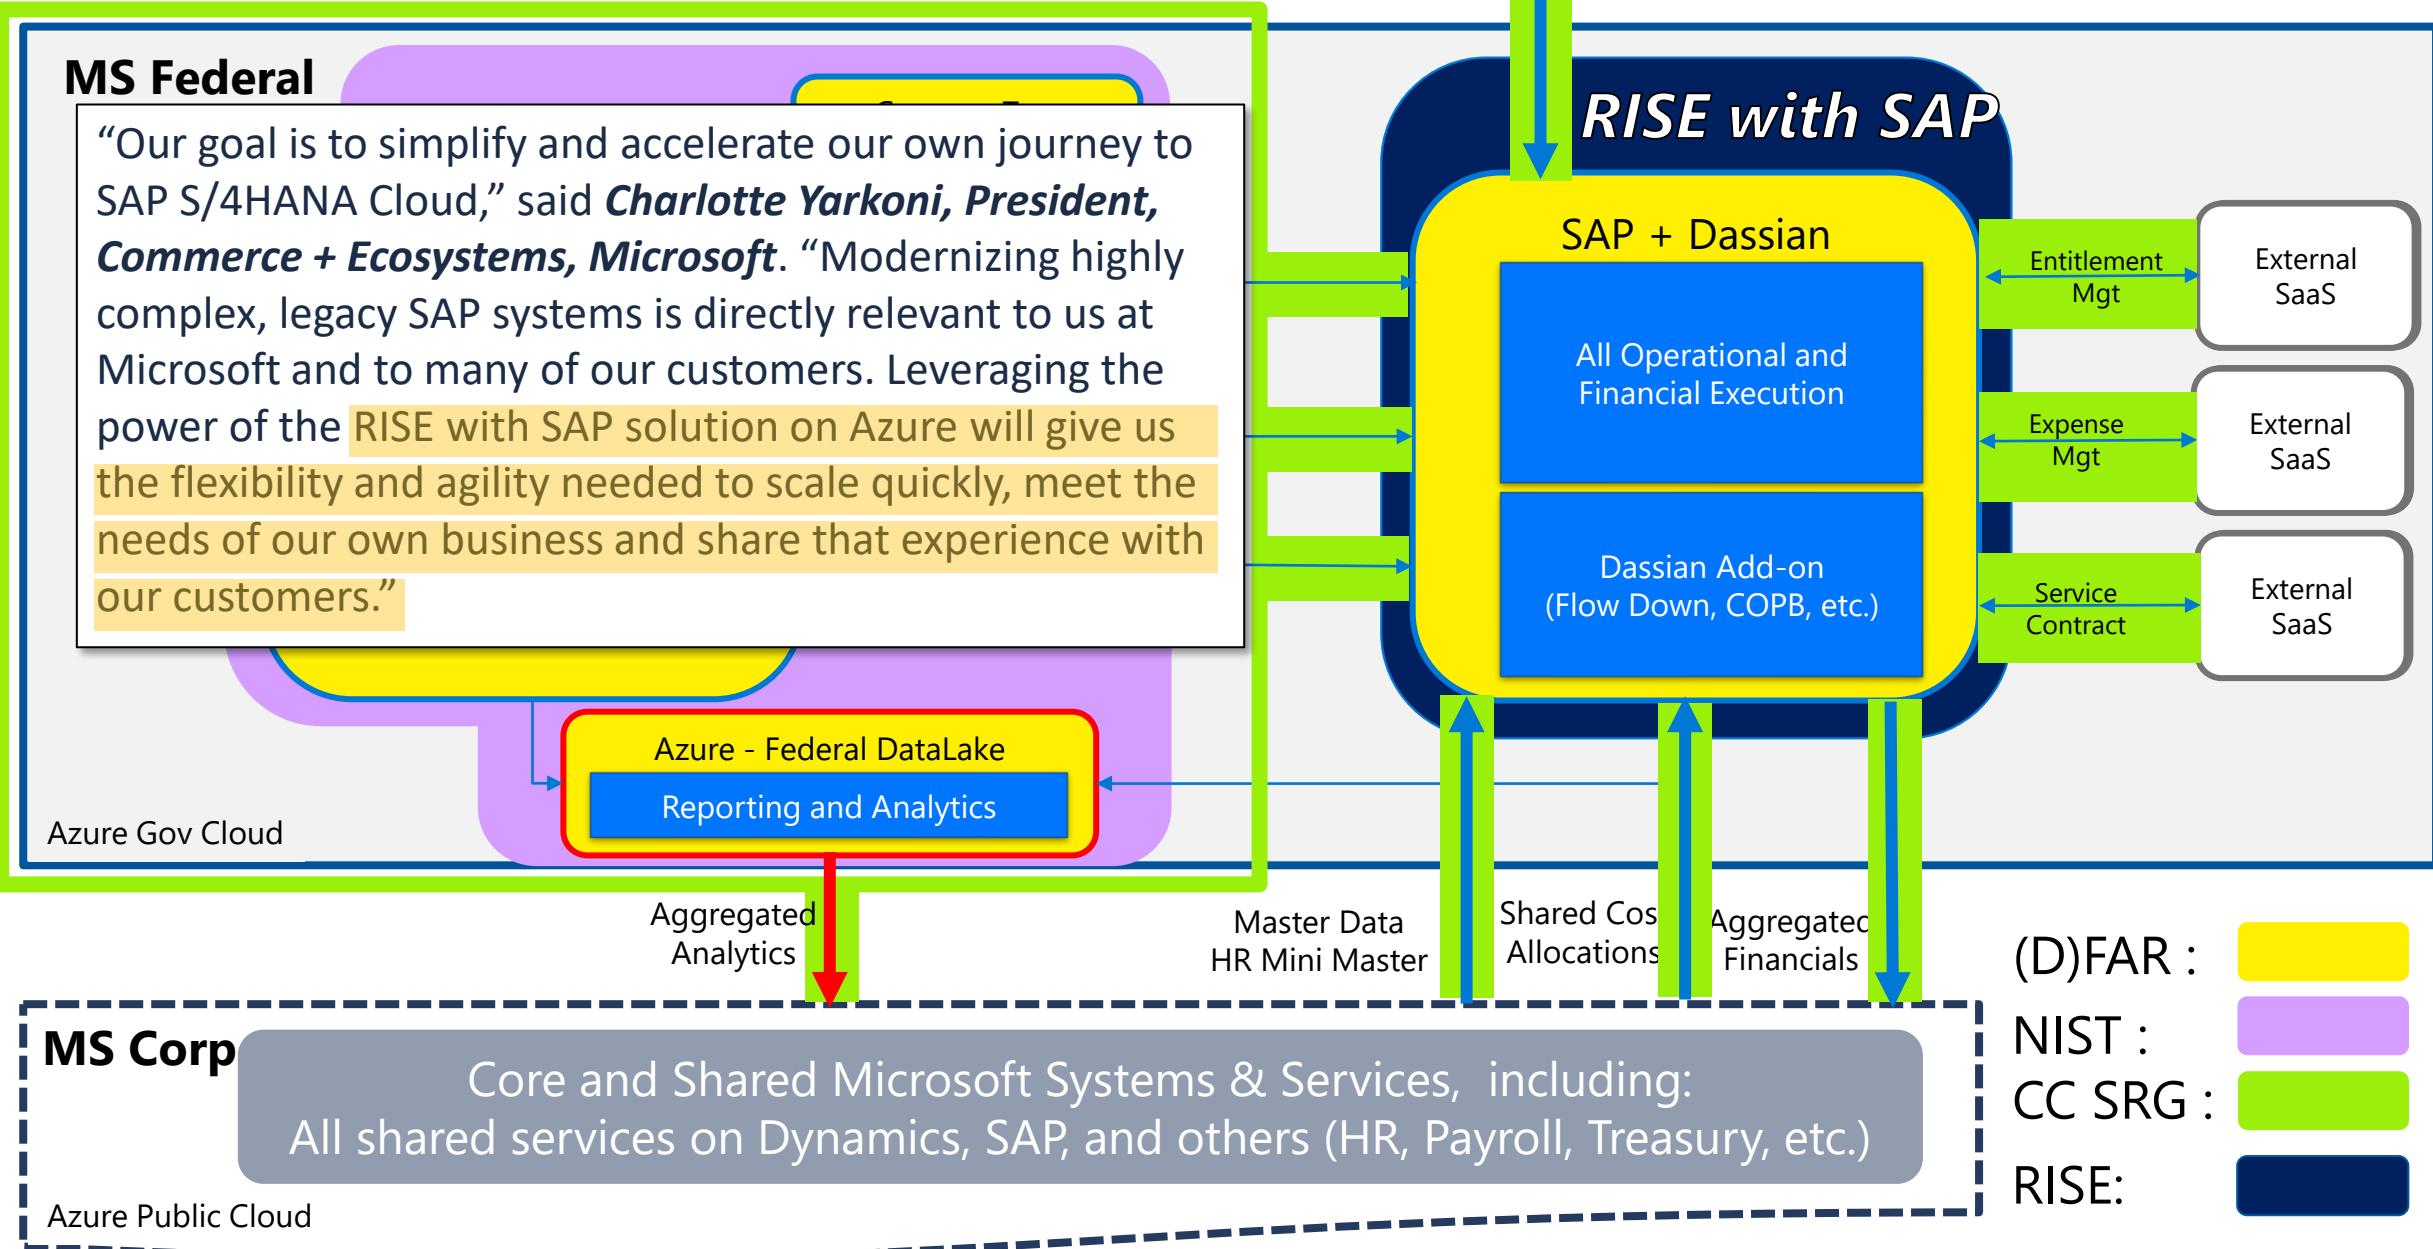 MS Federal
“Our goal is to simplify and accelerate our own journey to
SAP S/4HANA Cloud,” said Charlotte Yarkoni, President,
Commerce + Ecosystems, Microsoft. “Modernizing highly
complex, legacy SAP systems is directly relevant to us at
Microsoft and to many of our customers. Leveraging the
power of the RISE with SAP solution on Azure will give us
the flexibility and agility needed to scale quickly, meet the
needs of our own business and share that experience with
our customers.”
RISE with SAP
SAP + Dassian
All Operational and
Financial Execution
Dassian Add-on
(Flow Down, COPB, etc.)
Entitlement
Mgt
External
SaaS
Expense
Mgt
External
SaaS
Service
Contract
External
SaaS
Azure - Federal DataLake
Reporting and Analytics
Azure Gov Cloud
Aggregated
Analytics
Master Data
HR Mini Master
Shared Cos
Allocations
Aggregated
Financials
(D)FAR :
NIST :
CC SRG :
RISE:
MS Corp
Core and Shared Microsoft Systems & Services, including:
All shared services on Dynamics, SAP, and others (HR, Payroll, Treasury, etc.)
Azure Public Cloud